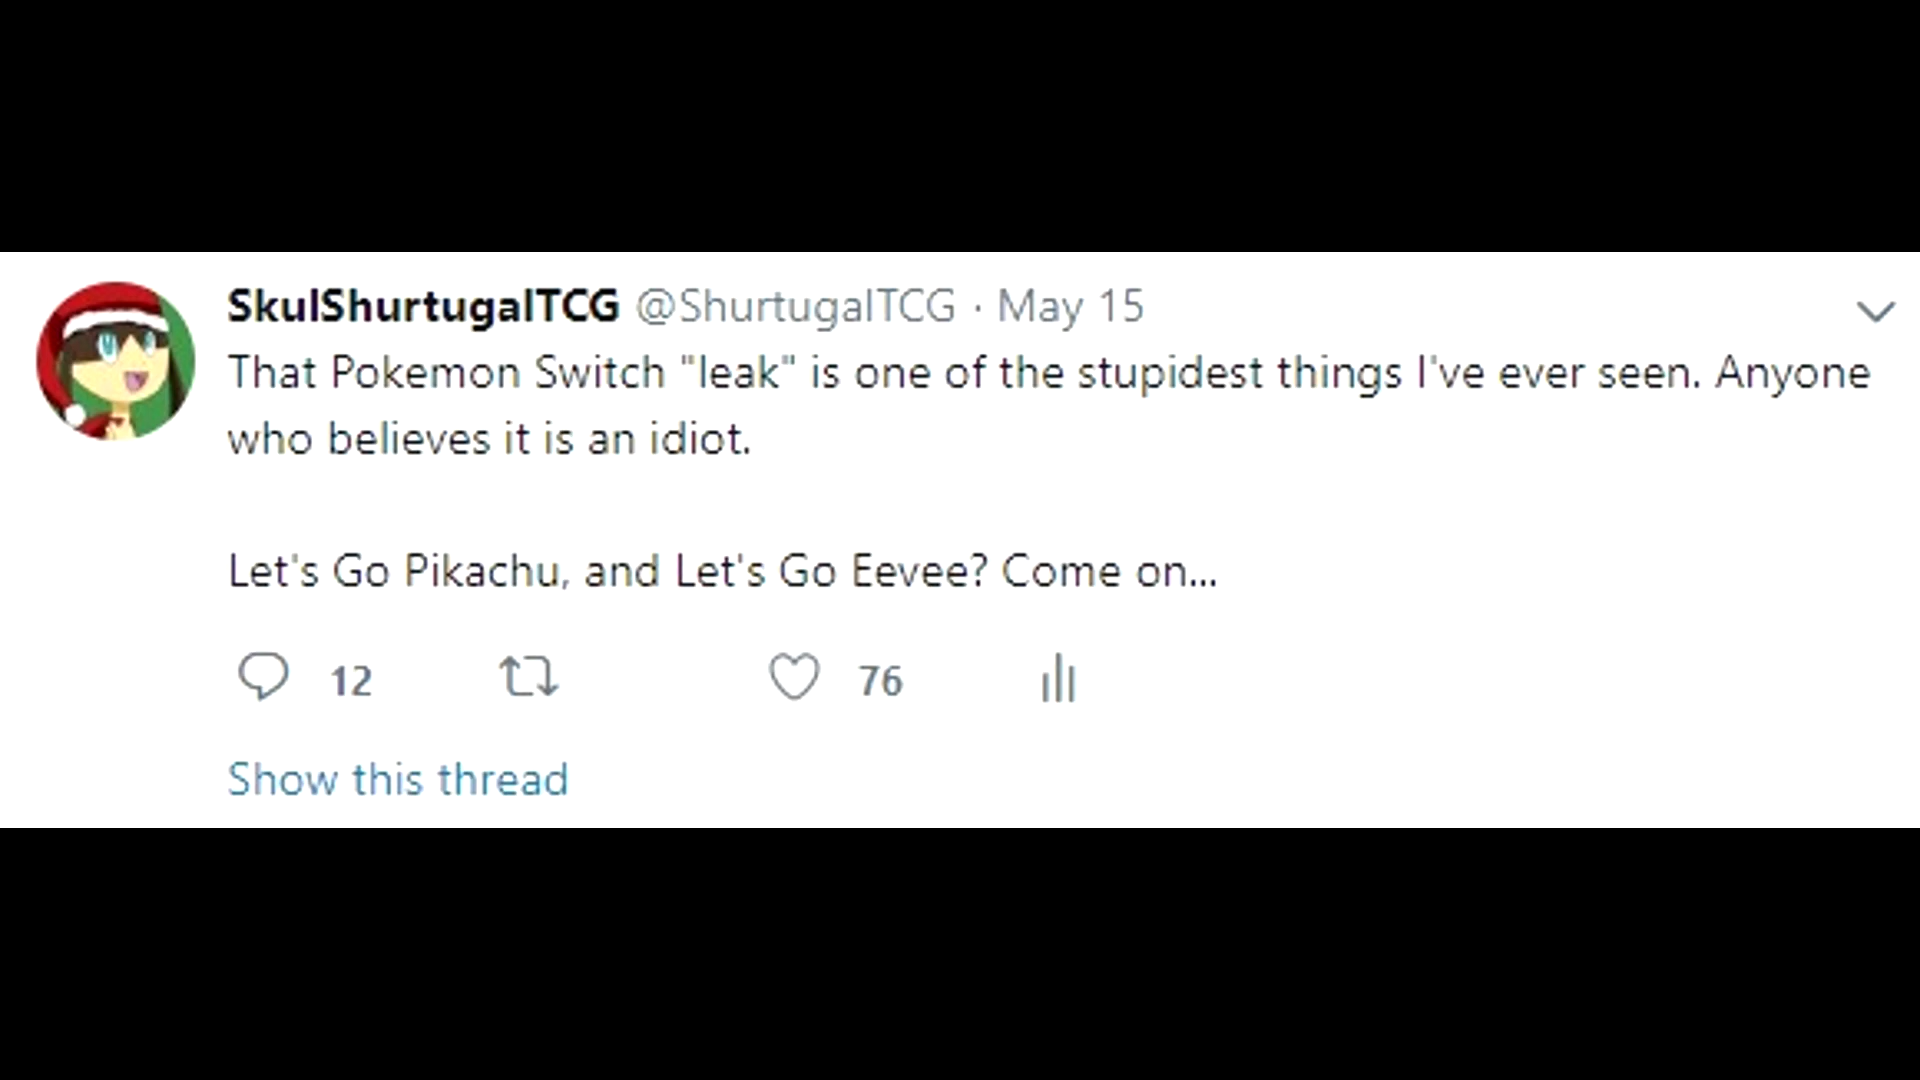 SkulShurtugalTCG @ShurtugalTCG · May 15
That Pokemon Switch "leak" is one of the stupidest things I've ever seen. Anyone
who believes it is an idiot.
Let's Go Pikachu, and Let's Go Eevee? Come on...
12 76
Show this thread